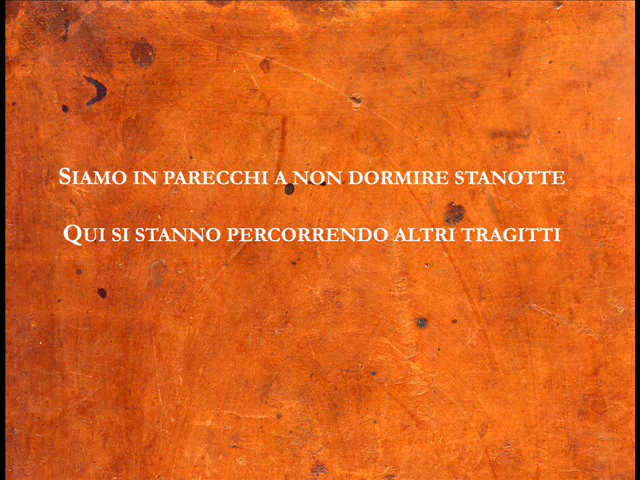 Siamo in parecchi a non dormire stanotte
Qui si stanno percorrendo altri tragitti